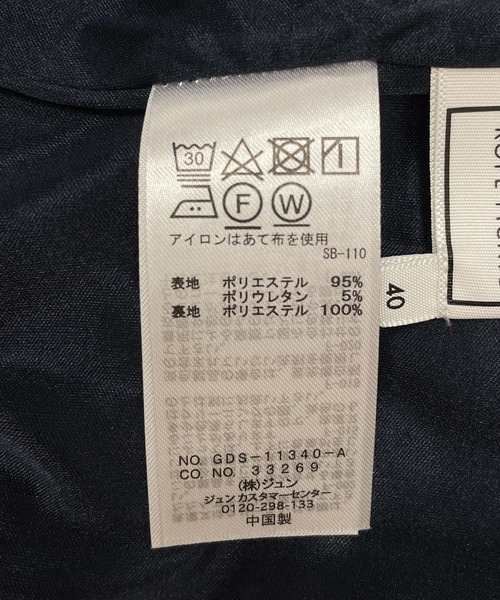 30
F W
アイロンはあて布を使用
SB-110
表地 ポリエステル 95%
ポリウレタン 5%
裏地 ポリエステル 100%
NO. GDS-11340-A
CO. NO. 33269
(株)ジュン
ジュン カスタマーセンター
0120-298-133
中国製
40